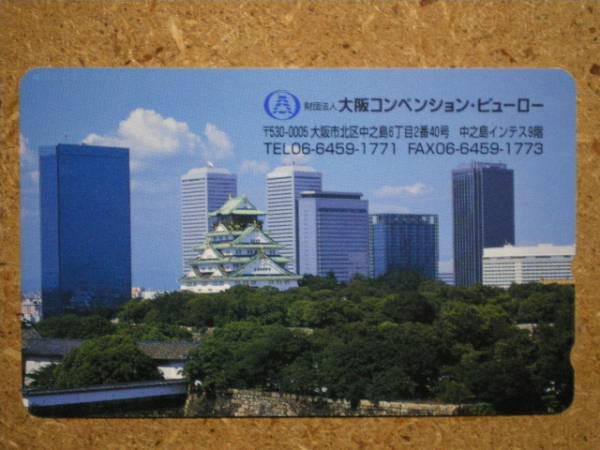 財団法人 大阪コンベンション・ビューロー
〒530-0005 大阪市北区中之島6丁目2番40号 中之島インテス9階
TEL06-6459-1771 FAX06-6459-1773